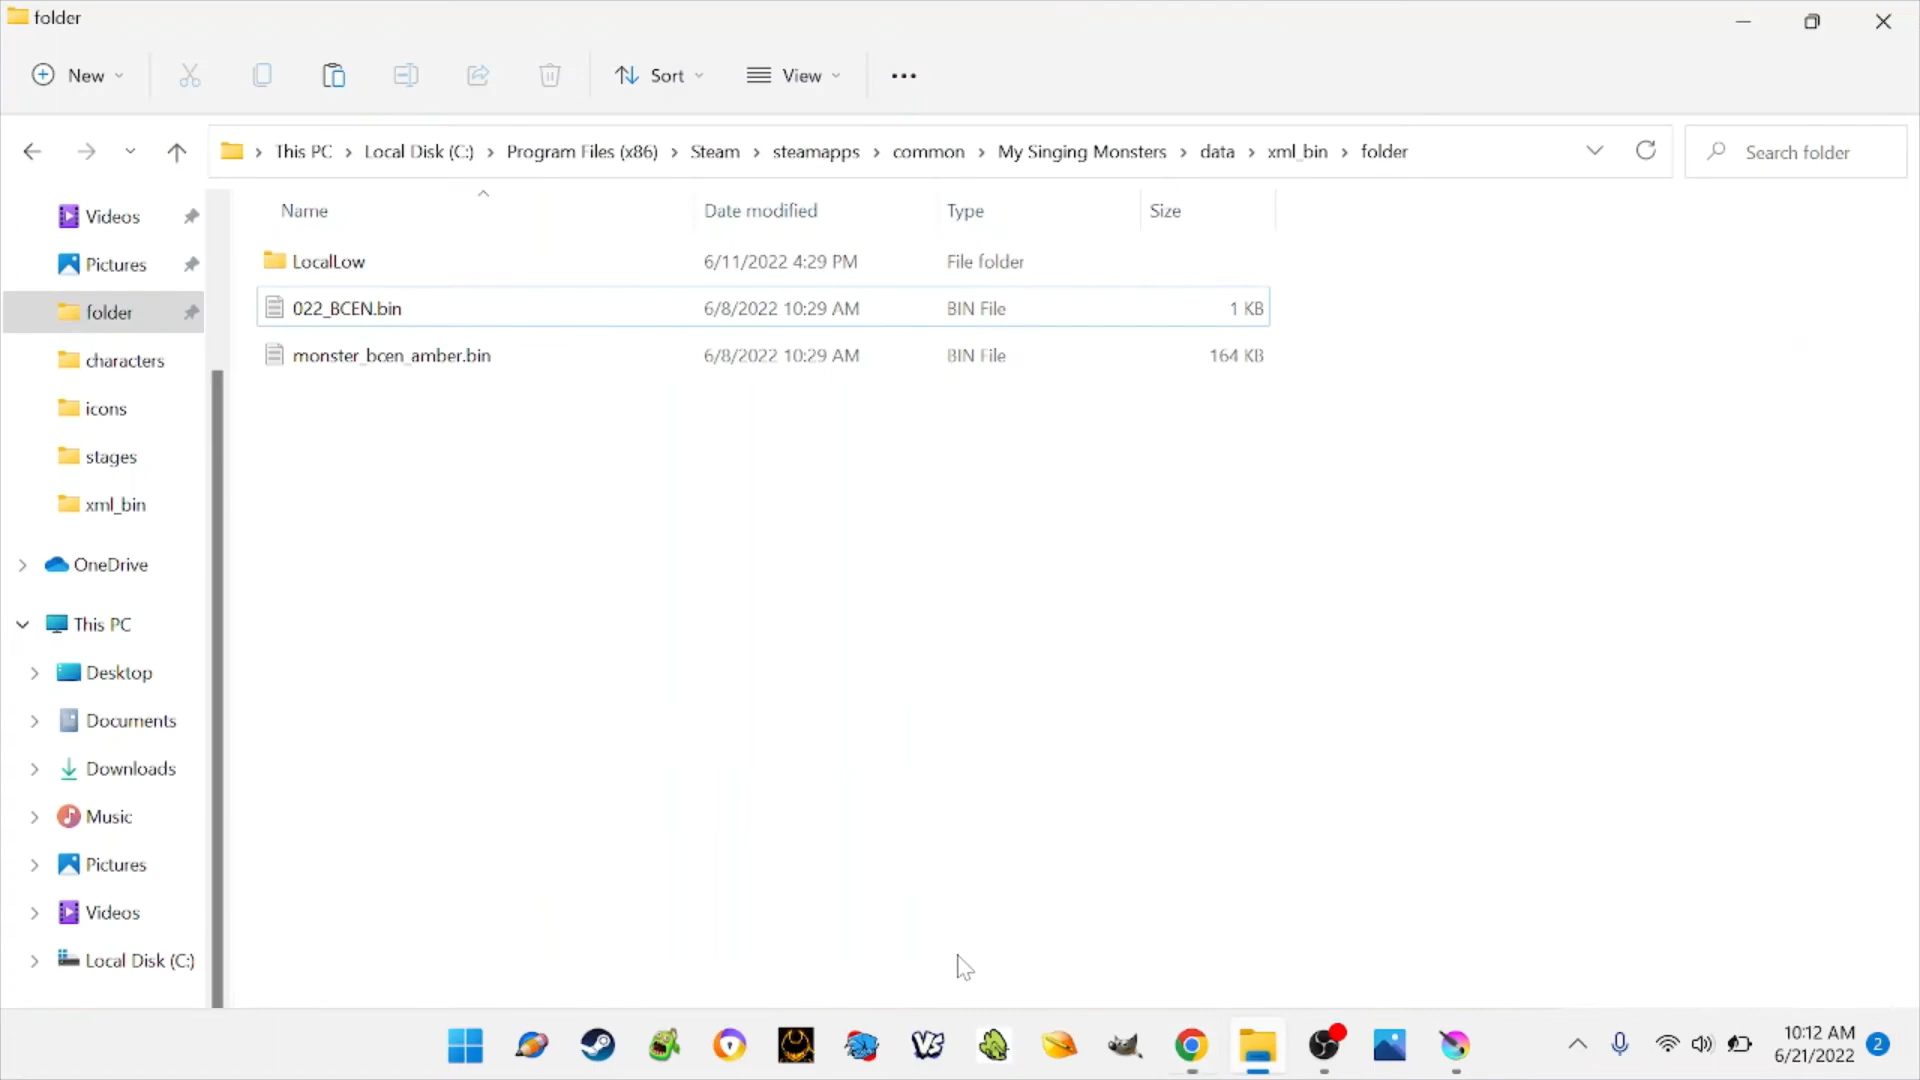 folder
New
Sort
View
This PC > Local Disk (C:) > Program Files (x86) > Steam > steamapps > common > My Singing Monsters > data > xml_bin > folder
Search folder
Name Date modified Type Size
LocalLow 6/11/2022 4:29 PM File folder
022_BCEN.bin 6/8/2022 10:29 AM BIN File 1 KB
monster_bcen_amber.bin 6/8/2022 10:29 AM BIN File 164 KB
Videos
Pictures
folder
characters
icons
stages
xml_bin
OneDrive
This PC
Desktop
Documents
Downloads
Music
Pictures
Videos
Local Disk (C:)
VS
10:12 AM
6/21/2022
2